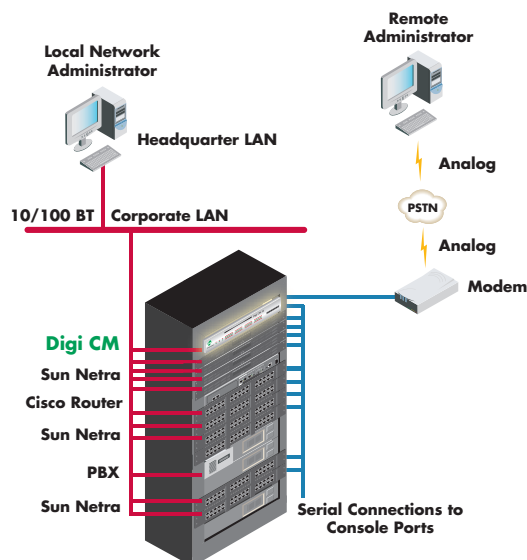 Remote
Administrator
Local Network
Administrator
Headquarter LAN
Analog
PSTN
10/100 BT Corporate LAN
Analog
Modem
Digi CM
Sun Netra
Cisco Router
Sun Netra
PBX
Sun Netra
Serial Connections to
Console Ports